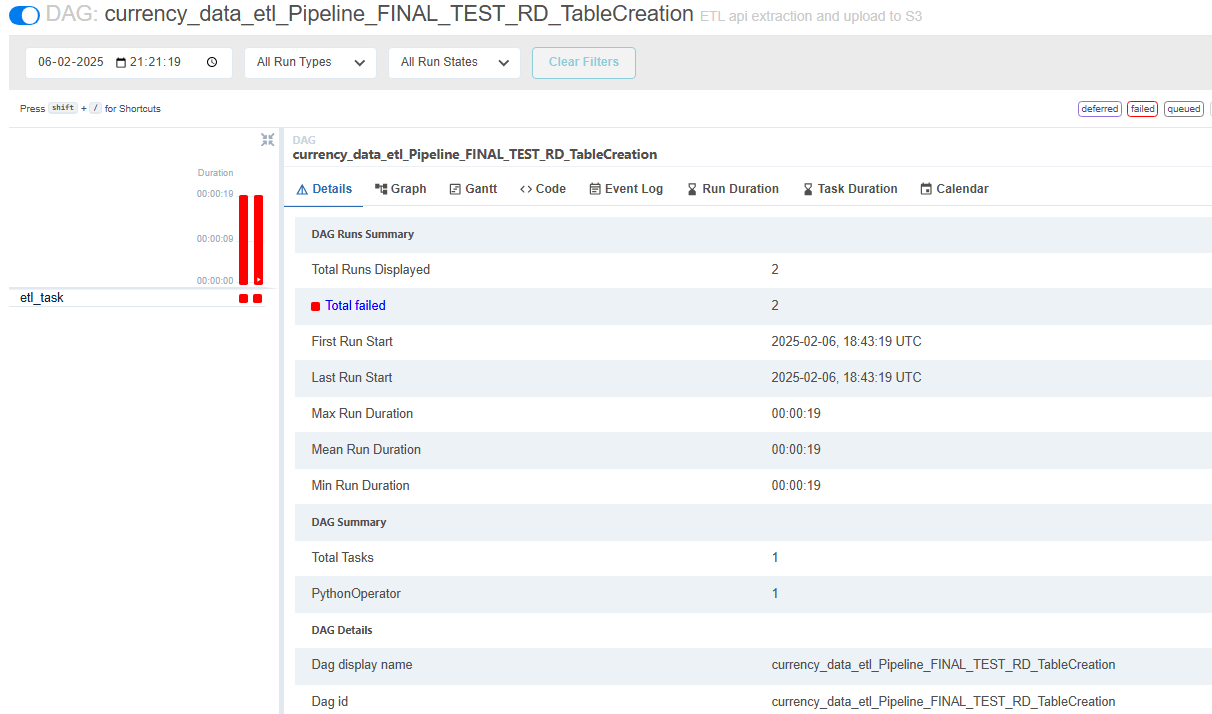 DAG: currency_data_etl_Pipeline_FINAL_TEST_RD_TableCreation ETL api extraction and upload to S3
06-02-2025 21:21:19 All Run Types All Run States Clear Filters
Press shift + / for Shortcuts
deferred failed queued
DAG
currency_data_etl_Pipeline_FINAL_TEST_RD_TableCreation
Duration
00:00:19
00:00:09
00:00:00
etl_task
Details Graph Gantt <> Code Event Log Run Duration Task Duration Calendar
DAG Runs Summary
Total Runs Displayed 2
Total failed 2
First Run Start 2025-02-06, 18:43:19 UTC
Last Run Start 2025-02-06, 18:43:19 UTC
Max Run Duration 00:00:19
Mean Run Duration 00:00:19
Min Run Duration 00:00:19
DAG Summary
Total Tasks 1
PythonOperator 1
DAG Details
Dag display name currency_data_etl_Pipeline_FINAL_TEST_RD_TableCreation
Dag id currency_data_etl_Pipeline_FINAL_TEST_RD_TableCreation